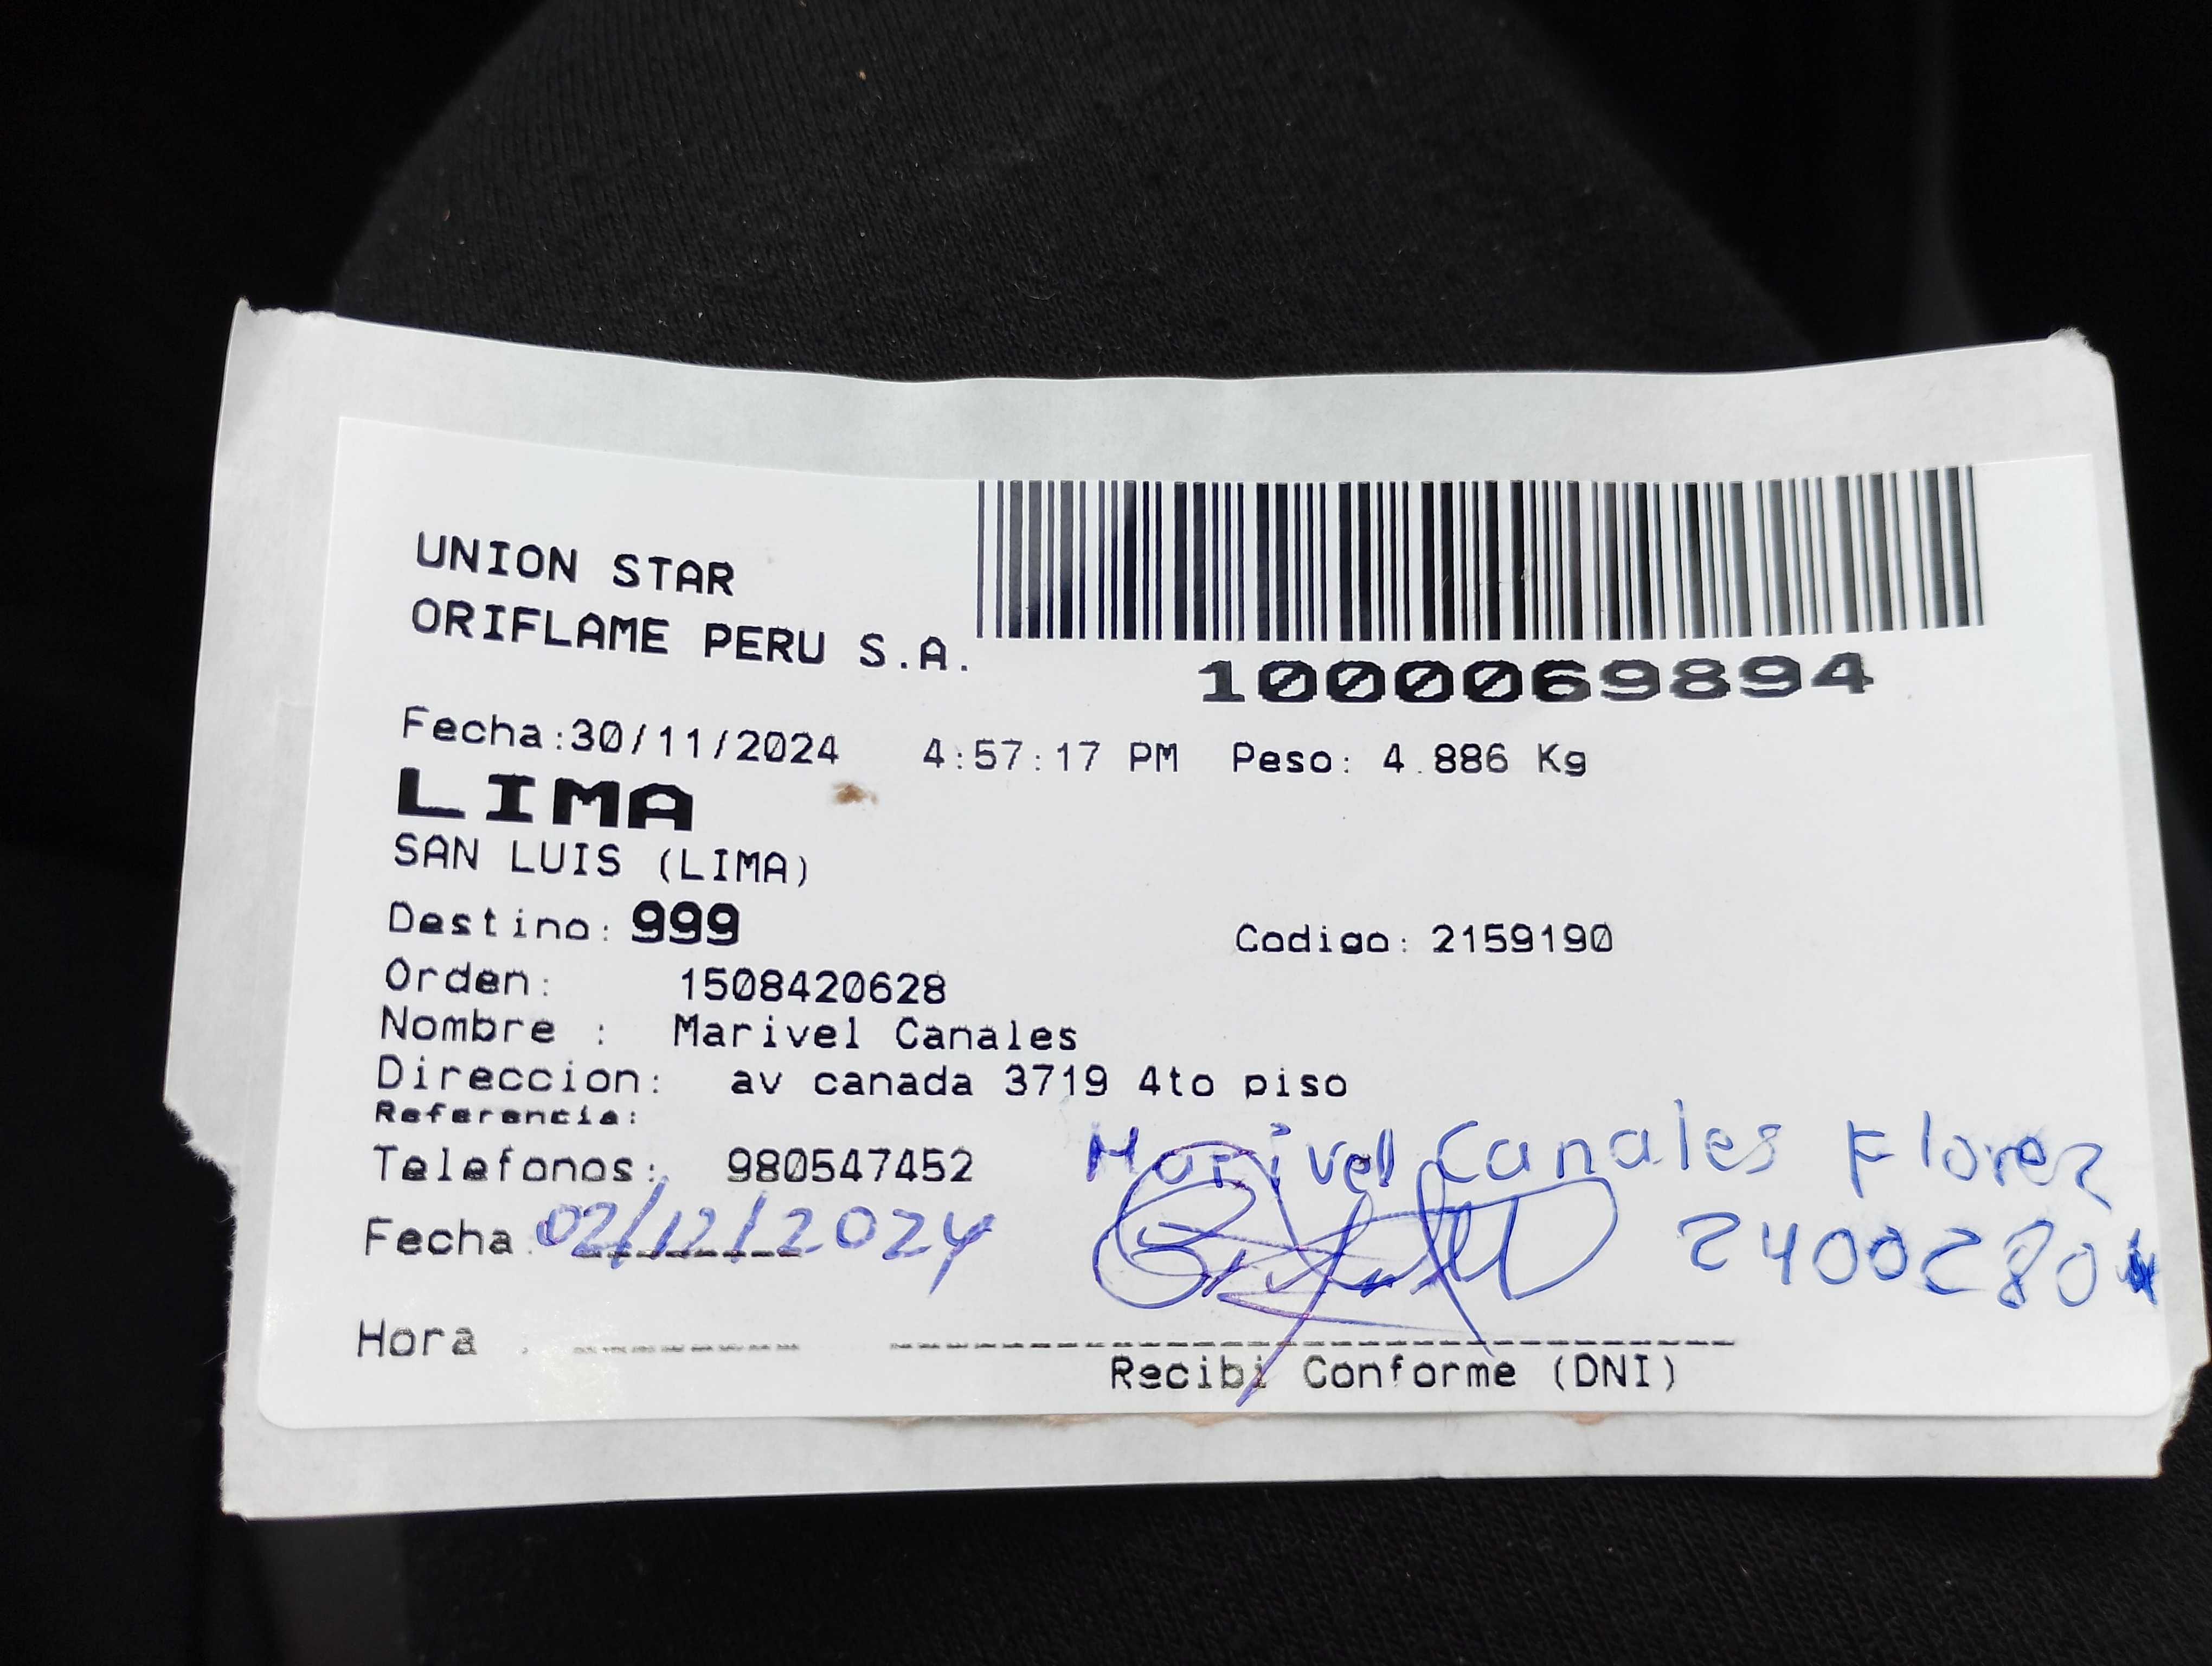 UNION STAR
ORIFLAME PERU S.A.
1000069894
Fecha:30/11/2024 4:57:17 PM Peso: 4.886 Kg
LIMA
SAN LUIS (LIMA)
Destino: 999 Codigo: 2159190
Orden: 1508420628
Nombre : Marivel Canales
Direccion: av canada 3719 4to piso
Referencia:
Telefonos: 980547452 Marivel Canales Florez
Fecha: 02/12/2024
Hora :
Recibi Conforme (DNI)